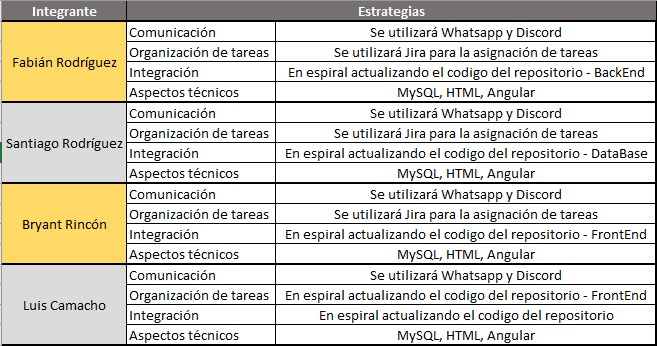 Integrante Estrategias
Fabián Rodríguez
Comunicación Se utilizará Whatsapp y Discord
Organización de tareas Se utilizará Jira para la asignación de tareas
Integración En espiral actualizando el codigo del repositorio - BackEnd
Aspectos técnicos MySQL, HTML, Angular
Santiago Rodríguez
Comunicación Se utilizará Whatsapp y Discord
Organización de tareas Se utilizará Jira para la asignación de tareas
Integración En espiral actualizando el codigo del repositorio - DataBase
Aspectos técnicos MySQL, HTML, Angular
Bryant Rincón
Comunicación Se utilizará Whatsapp y Discord
Organización de tareas Se utilizará Jira para la asignación de tareas
Integración En espiral actualizando el codigo del repositorio - FrontEnd
Aspectos técnicos MySQL, HTML, Angular
Luis Camacho
Comunicación Se utilizará Whatsapp y Discord
Organización de tareas En espiral actualizando el codigo del repositorio - FrontEnd
Integración En espiral actualizando el codigo del repositorio
Aspectos técnicos MySQL, HTML, Angular